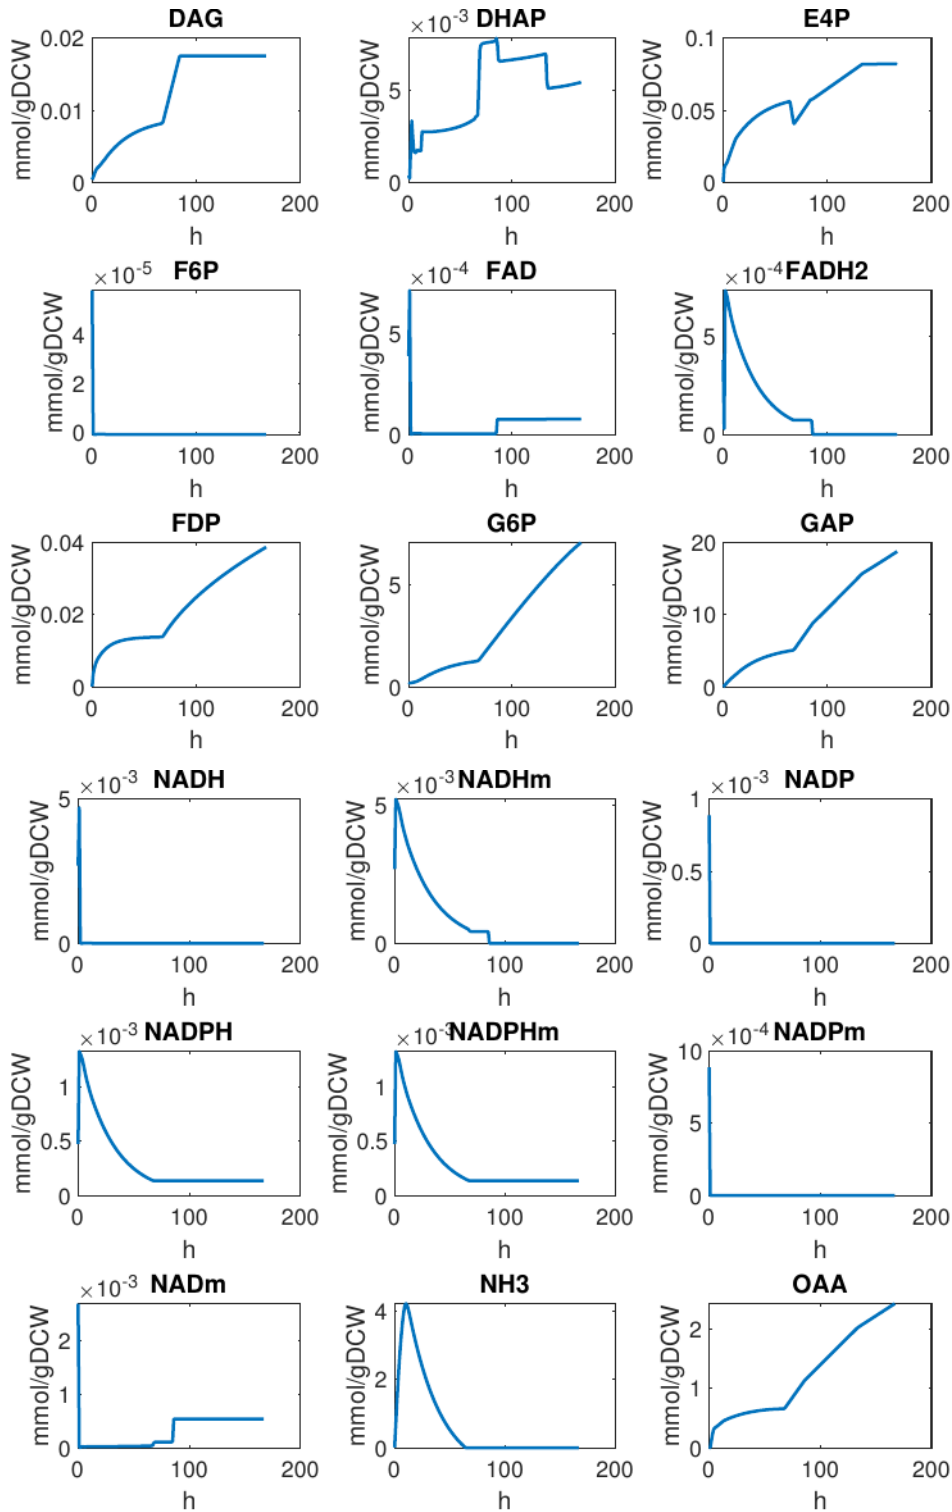 DAG
DHAP
E4P
0.02
0.01
0
mmol/gDCW
0
100
200
h
×10⁻³
5
0
mmol/gDCW
0
100
200
h
0.1
0.05
0
mmol/gDCW
0
100
200
h
F6P
FAD
FADH2
×10⁻⁵
4
2
0
mmol/gDCW
0
100
200
h
×10⁻⁴
5
0
mmol/gDCW
0
100
200
h
×10⁻⁴
5
0
mmol/gDCW
0
100
200
h
FDP
G6P
GAP
0.04
0.02
0
mmol/gDCW
0
100
200
h
5
0
mmol/gDCW
0
100
200
h
20
10
0
mmol/gDCW
0
100
200
h
NADH
NADHm
NADP
×10⁻³
5
0
mmol/gDCW
0
100
200
h
×10⁻³
5
0
mmol/gDCW
0
100
200
h
×10⁻³
1
0.5
0
mmol/gDCW
0
100
200
h
NADPH
NADPHm
NADPm
×10⁻³
1
0.5
0
mmol/gDCW
0
100
200
h
×10⁻³
1
0.5
0
mmol/gDCW
0
100
200
h
×10⁻⁴
10
5
0
mmol/gDCW
0
100
200
h
NADm
NH3
OAA
×10⁻³
2
1
0
mmol/gDCW
0
100
200
h
4
2
0
mmol/gDCW
0
100
200
h
2
1
0
mmol/gDCW
0
100
200
h